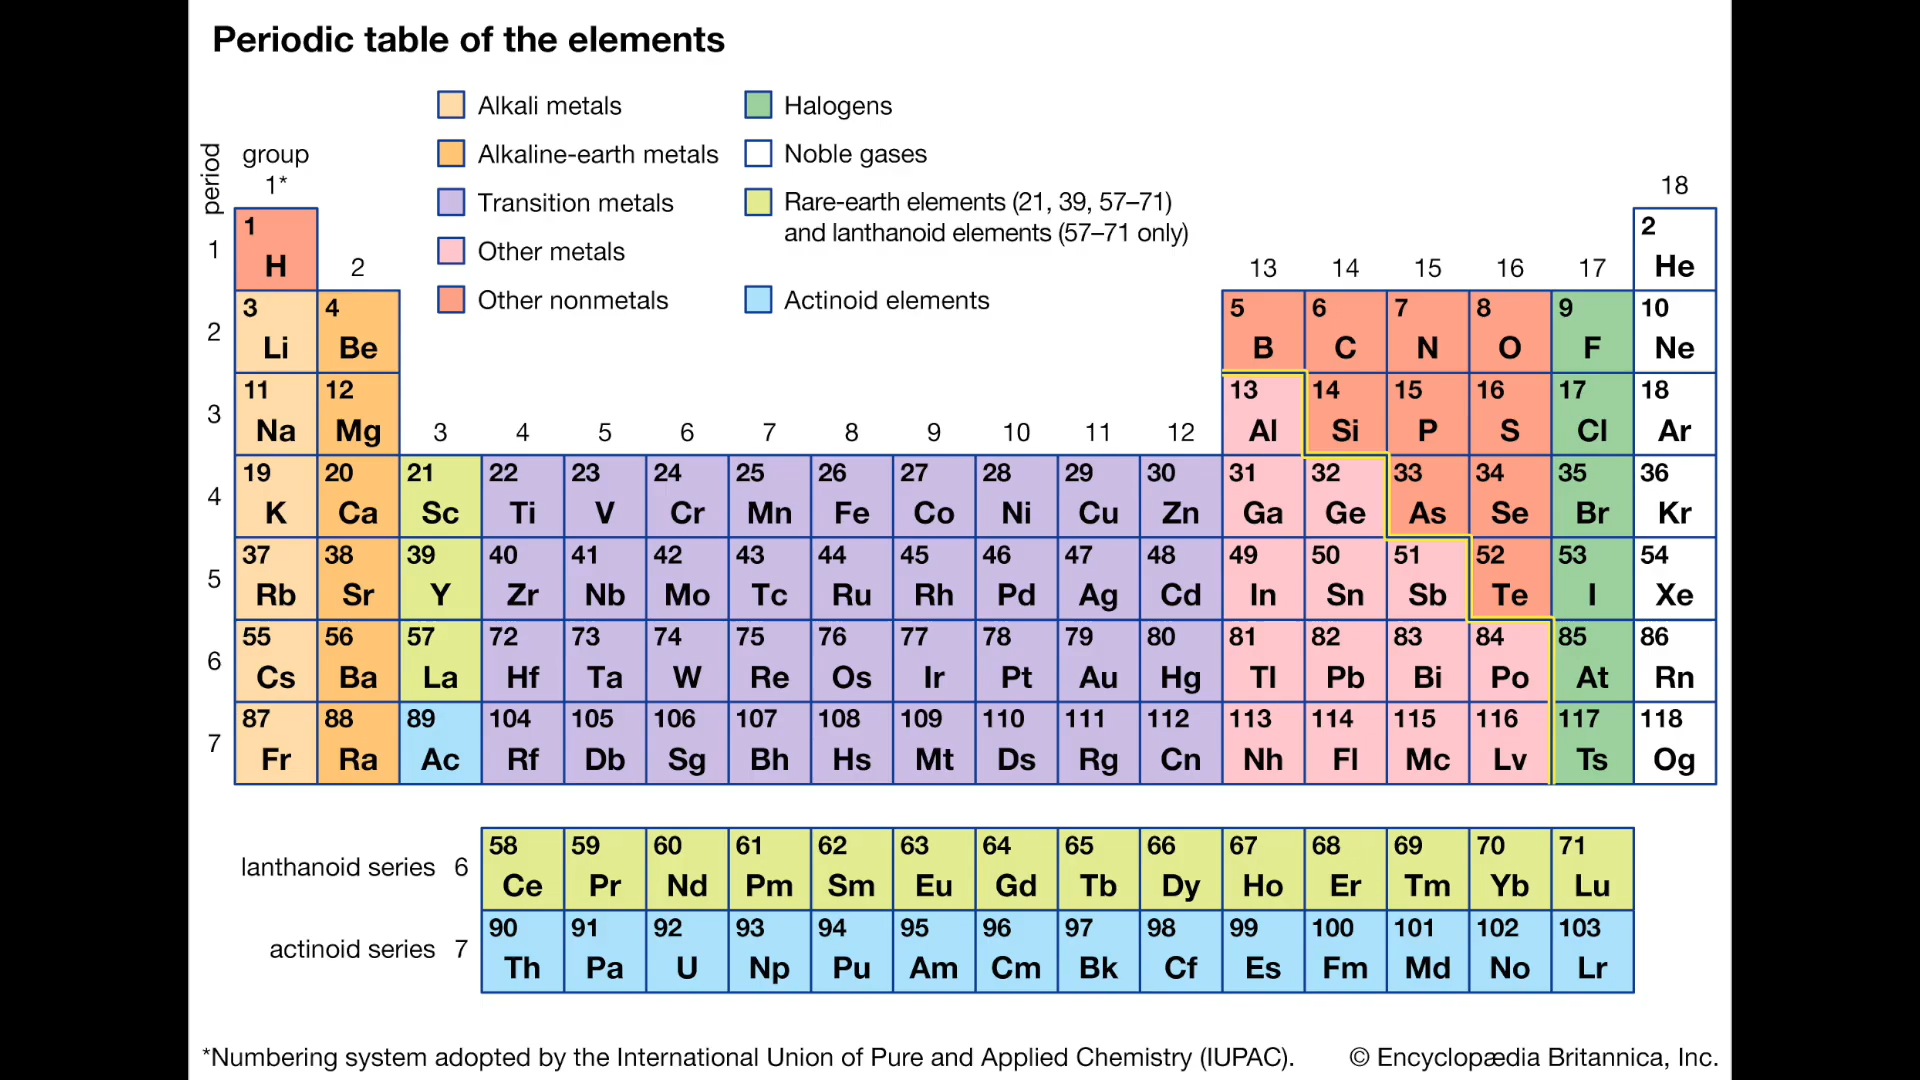 Periodic table of the elements
Alkali metals
Alkaline-earth metals
Transition metals
Other metals
Other nonmetals
Halogens
Noble gases
Rare-earth elements (21, 39, 57–71)
and lanthanoid elements (57–71 only)
Actinoid elements
period
group
1* 18
1 2
1 H He
2 13 14 15 16 17
3 4 5 6 7 8 9 10
2 Li Be B C N O F Ne
11 12 13 14 15 16 17 18
3 Na Mg Al Si P S Cl Ar
3 4 5 6 7 8 9 10 11 12
19 20 21 22 23 24 25 26 27 28 29 30 31 32 33 34 35 36
4 K Ca Sc Ti V Cr Mn Fe Co Ni Cu Zn Ga Ge As Se Br Kr
37 38 39 40 41 42 43 44 45 46 47 48 49 50 51 52 53 54
5 Rb Sr Y Zr Nb Mo Tc Ru Rh Pd Ag Cd In Sn Sb Te I Xe
55 56 57 72 73 74 75 76 77 78 79 80 81 82 83 84 85 86
6 Cs Ba La Hf Ta W Re Os Ir Pt Au Hg Tl Pb Bi Po At Rn
87 88 89 104 105 106 107 108 109 110 111 112 113 114 115 116 117 118
7 Fr Ra Ac Rf Db Sg Bh Hs Mt Ds Rg Cn Nh Fl Mc Lv Ts Og
58 59 60 61 62 63 64 65 66 67 68 69 70 71
lanthanoid series 6 Ce Pr Nd Pm Sm Eu Gd Tb Dy Ho Er Tm Yb Lu
90 91 92 93 94 95 96 97 98 99 100 101 102 103
actinoid series 7 Th Pa U Np Pu Am Cm Bk Cf Es Fm Md No Lr
*Numbering system adopted by the International Union of Pure and Applied Chemistry (IUPAC). © Encyclopædia Britannica, Inc.